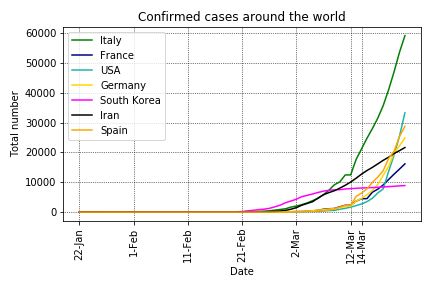 Confirmed cases around the world
Total number
60000
50000
40000
30000
20000
10000
0
Italy
France
USA
Germany
South Korea
Iran
Spain
22-Jan
1-Feb
11-Feb
21-Feb
2-Mar
12-Mar
14-Mar
Date